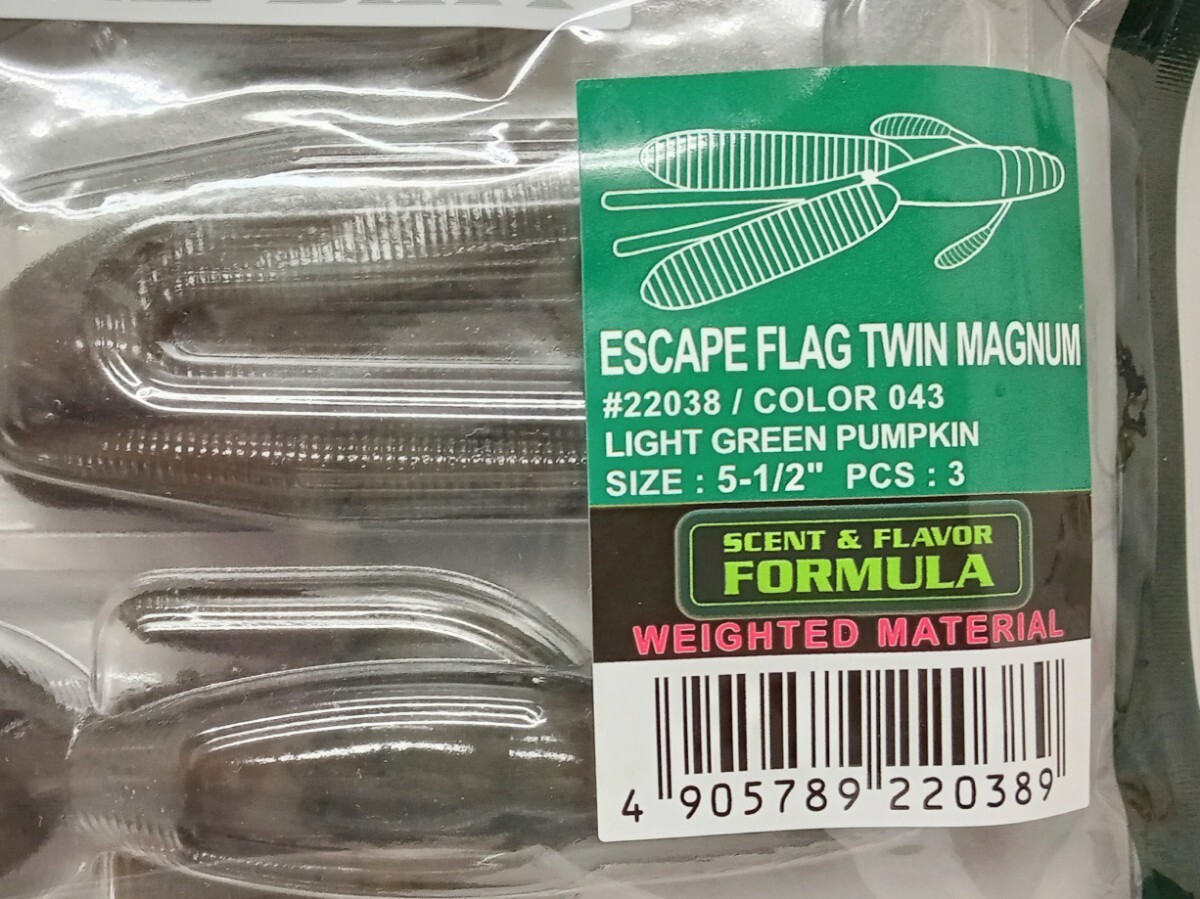 ESCAPE FLAG TWIN MAGNUM
#22038 / COLOR 043
LIGHT GREEN PUMPKIN
SIZE : 5-1/2" PCS : 3
SCENT & FLAVOR
FORMULA
WEIGHTED MATERIAL
4 905789 220389